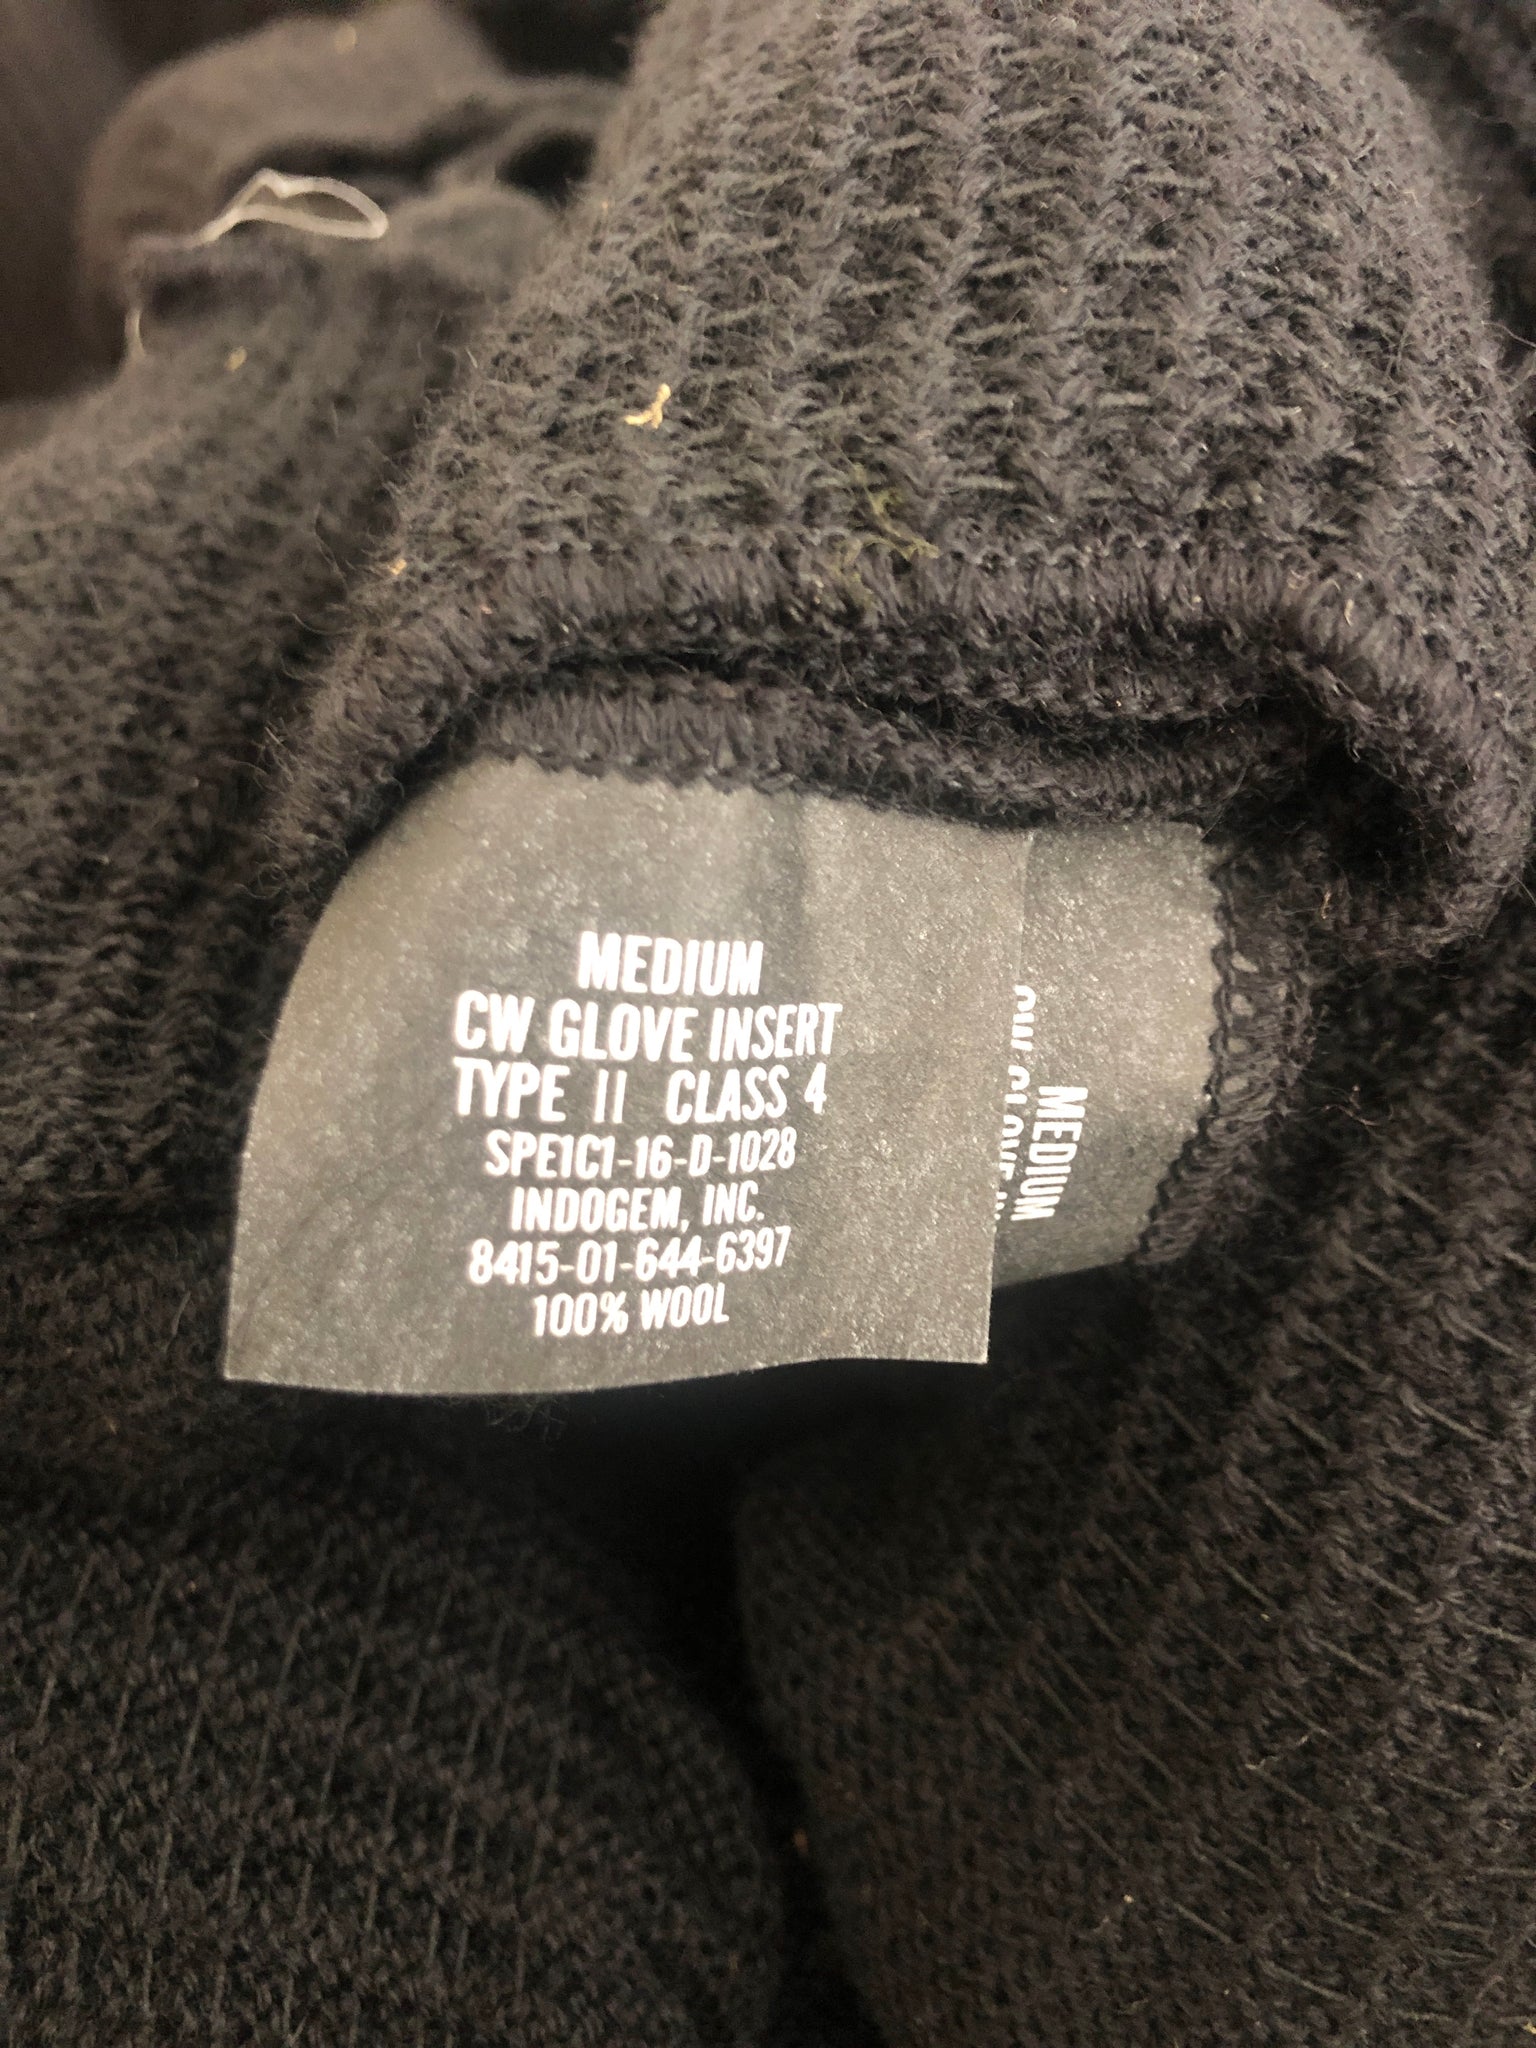 MEDIUM
CW GLOVE INSERT
TYPE II CLASS 4
SPE1C1-16-D-1028
INDOGEM, INC.
8415-01-644-6397
100% WOOL
MEDIUM